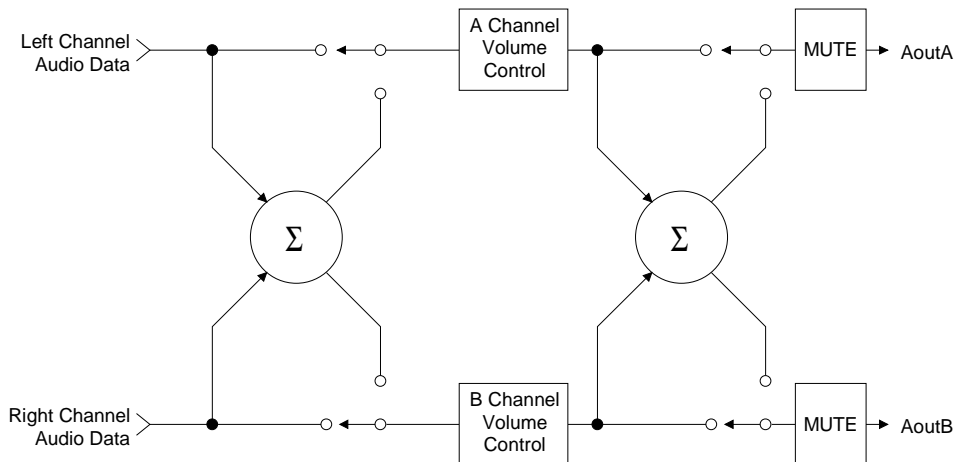 Left Channel
Audio Data
A Channel
Volume
Control
MUTE
AoutA
Σ
Σ
Right Channel
Audio Data
B Channel
Volume
Control
MUTE
AoutB